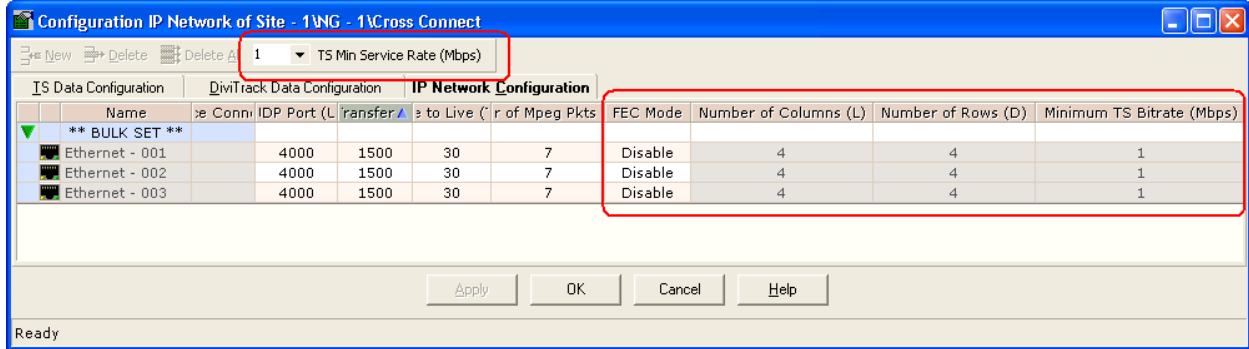 Configuration IP Network of Site - 1\NG - 1\Cross Connect
New Delete Delete A 1 TS Min Service Rate (Mbps)
TS Data Configuration DiviTrack Data Configuration IP Network Configuration
Name ce Conne IDP Port (L Transfer e to Live (T r of Mpeg Pkts FEC Mode Number of Columns (L) Number of Rows (D) Minimum TS Bitrate (Mbps)
** BULK SET **
Ethernet - 001 4000 1500 30 7 Disable 4 4 1
Ethernet - 002 4000 1500 30 7 Disable 4 4 1
Ethernet - 003 4000 1500 30 7 Disable 4 4 1
Apply OK Cancel Help
Ready